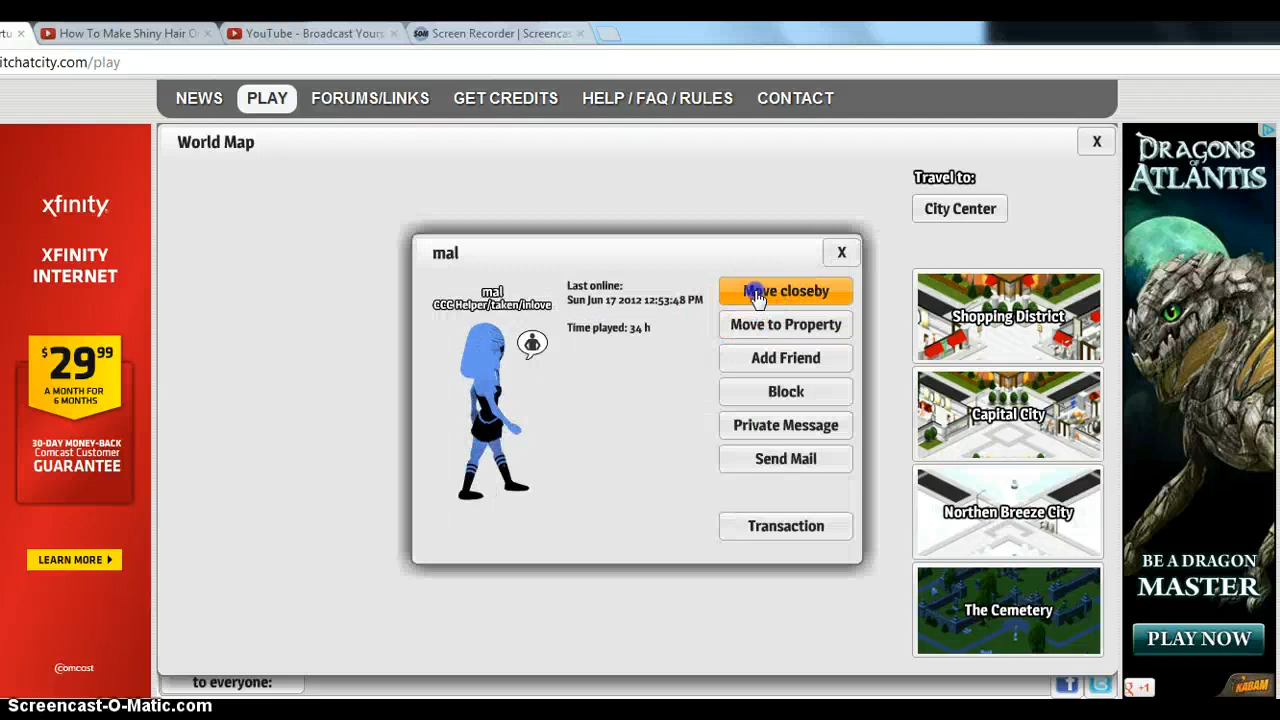 rtu
How To Make Shiny Hair O
YouTube - Broadcast Yours
SOM
Screen Recorder | Screencas
itchatcity.com/play
NEWS
PLAY
FORUMS/LINKS
GET CREDITS
HELP / FAQ / RULES
CONTACT
World Map
X
Travel to:
City Center
xfinity.
XFINITY
INTERNET
$29.99
A MONTH FOR
6 MONTHS
30-DAY MONEY-BACK
Comcast Customer
GUARANTEE
LEARN MORE
comcast
mal
X
mal
CCC Helper/taken/inlove
Last online:
Sun Jun 17 2012 12:53:48 PM
Time played: 34 h
Move closeby
Move to Property
Add Friend
Block
Private Message
Send Mail
Transaction
Shopping District
Capital City
Northen Breeze City
The Cemetery
DRAGONS
OF
ATLANTIS
BE A DRAGON
MASTER
PLAY NOW
KABAM
to everyone:
g +1
Screencast-O-Matic.com